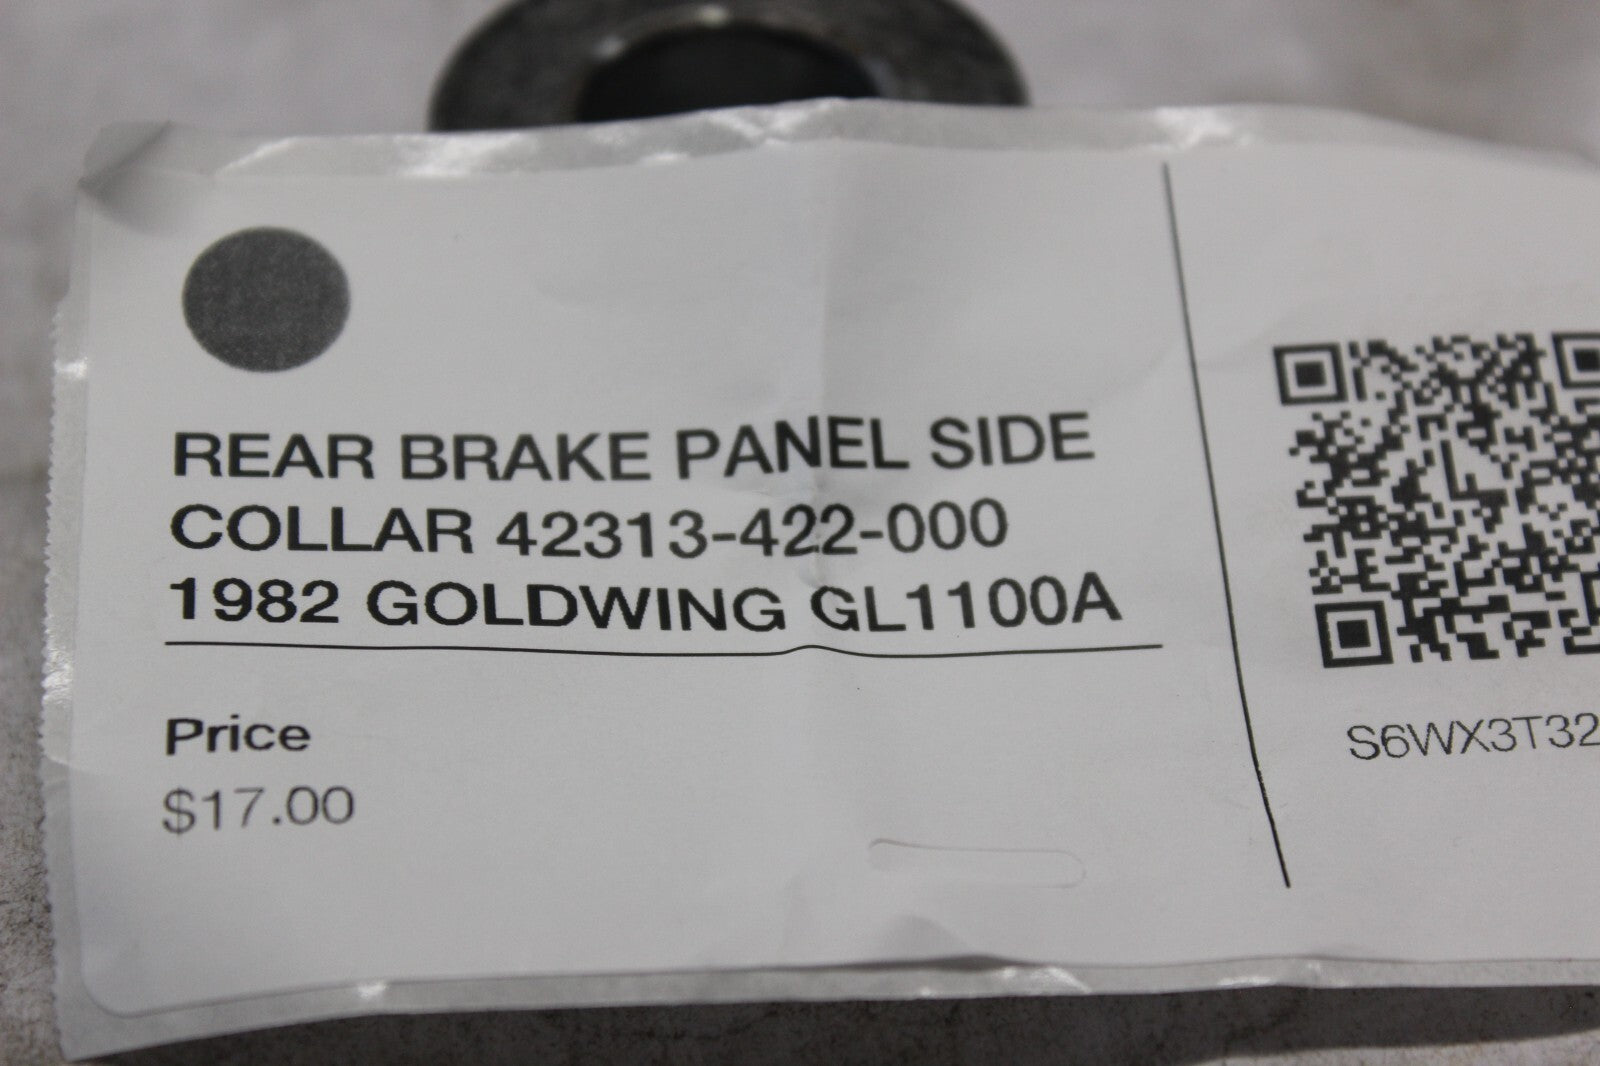 REAR BRAKE PANEL SIDE
COLLAR 42313-422-000
1982 GOLDWING GL1100A
Price
$17.00
S6WX3T32